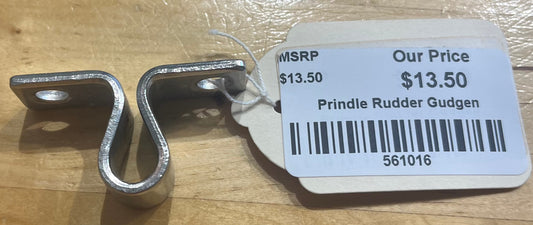 MSRP Our Price
$13.50 $13.50
Prindle Rudder Gudgen
561016